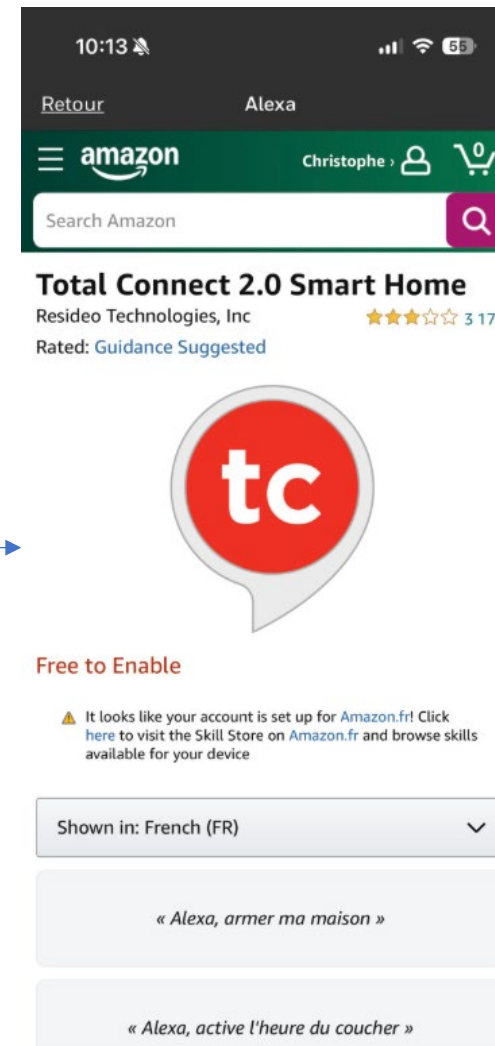 10:13
55
Retour
Alexa
amazon
Christophe ›
0
Search Amazon
Total Connect 2.0 Smart Home
Resideo Technologies, Inc
3 17
Rated: Guidance Suggested
tc
Free to Enable
It looks like your account is set up for Amazon.fr! Click
here to visit the Skill Store on Amazon.fr and browse skills
available for your device
Shown in: French (FR)
« Alexa, armer ma maison »
« Alexa, active l'heure du coucher »